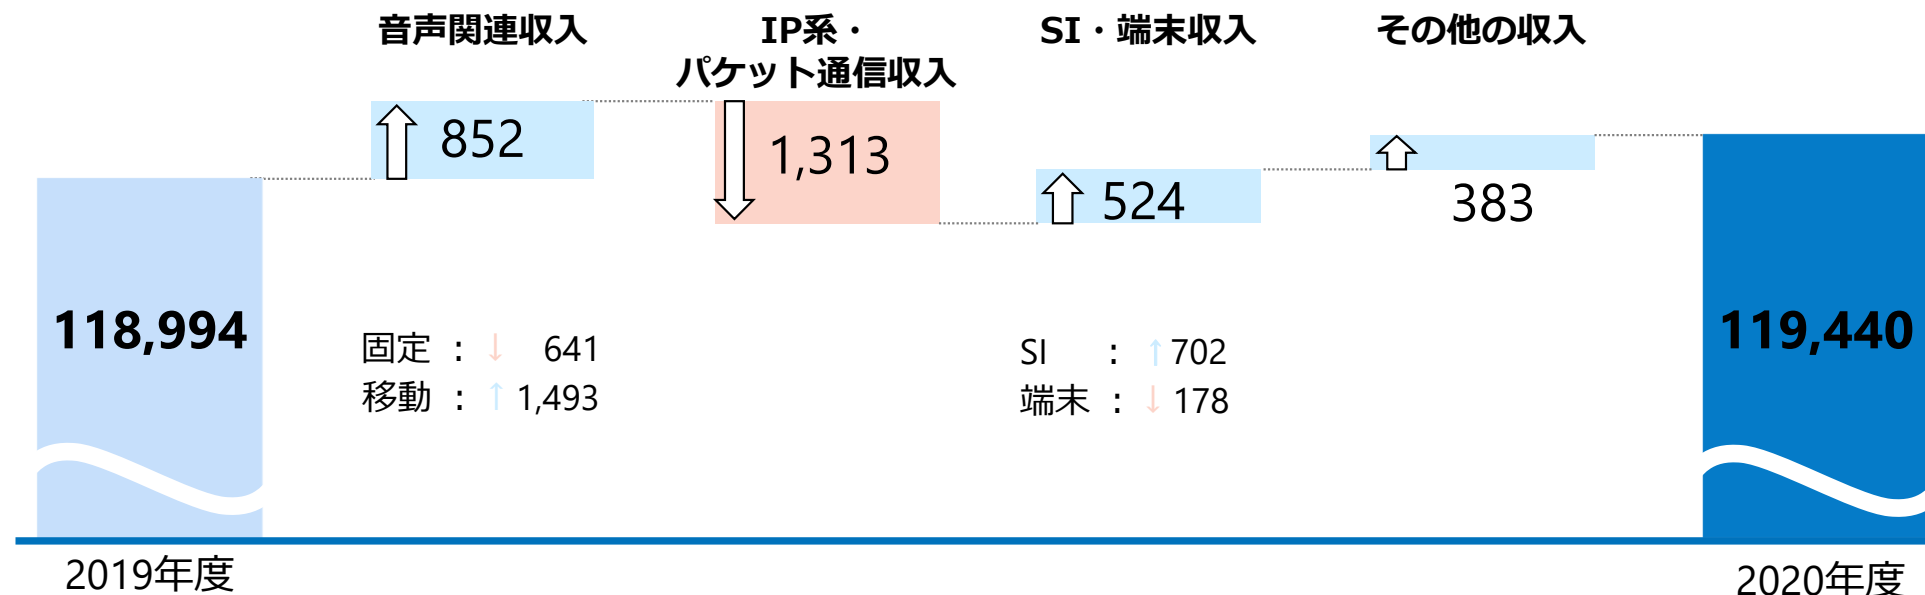 音声関連収入
IP系・
パケット通信収入
SI・端末収入
その他の収入
852
1,313
524
383
118,994
119,440
固定 : ↓ 641
移動 : ↑ 1,493
SI : ↑ 702
端末 : ↓ 178
2019年度
2020年度